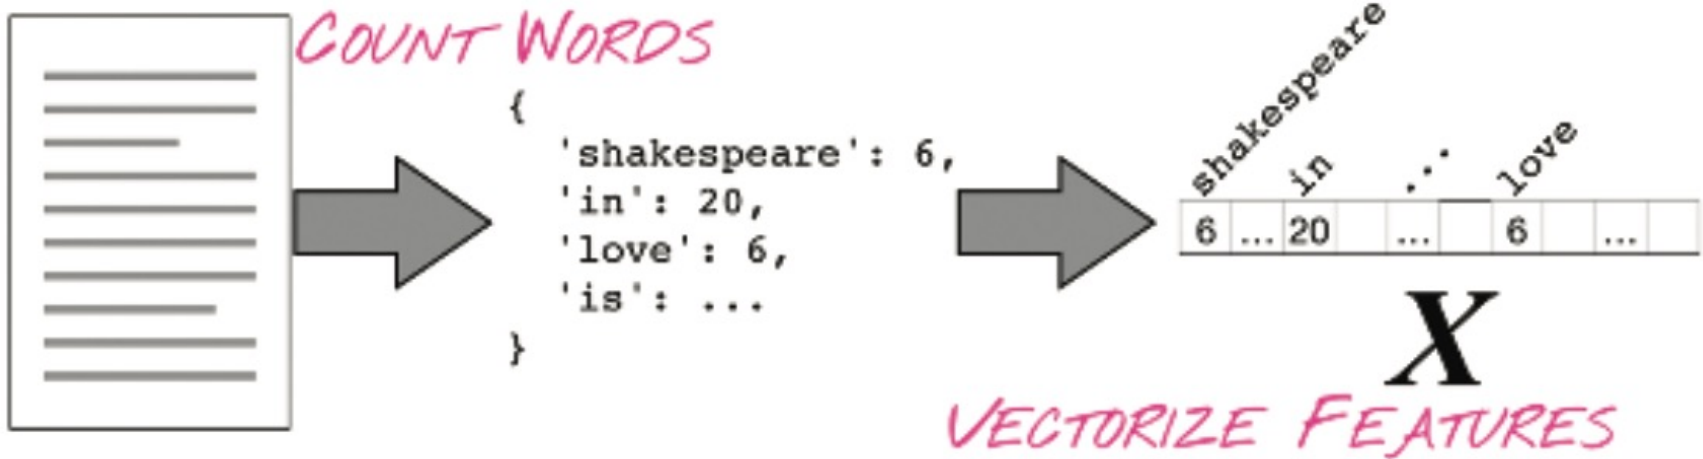 COUNT WORDS
{
'shakespeare': 6,
'in': 20,
'love': 6,
'is': ...
}
shakespeare
in
...
love
6 ... 20 ... 6 ...
X
VECTORIZE FEATURES